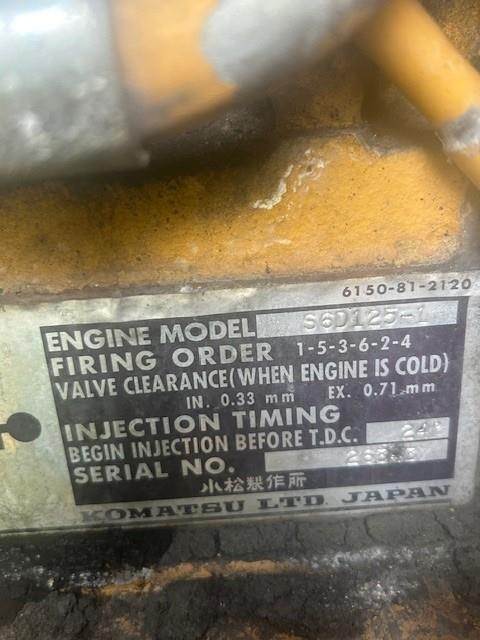 6150-81-2120
ENGINE MODEL S6D125-1
FIRING ORDER 1-5-3-6-2-4
VALVE CLEARANCE (WHEN ENGINE IS COLD)
IN. 0.33 mm EX. 0.71 mm
INJECTION TIMING
BEGIN INJECTION BEFORE T.D.C. 24°
SERIAL NO.
小松製作所
KOMATSU LTD. JAPAN